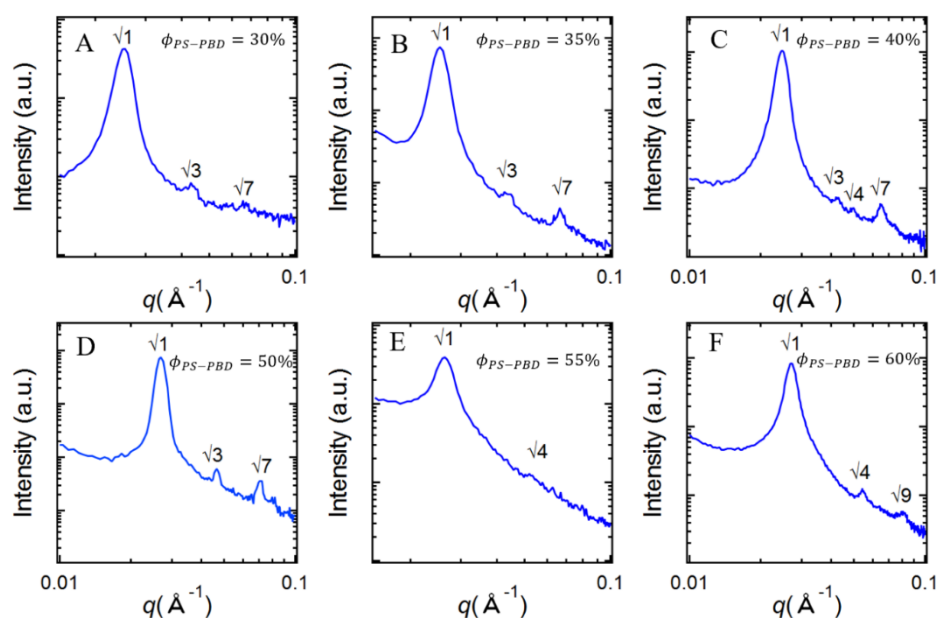 A
√1
ϕPS−PBD = 30%
√3
√7
Intensity (a.u.)
0.1
q(Å⁻¹)
B
√1
ϕPS−PBD = 35%
√3
√7
Intensity (a.u.)
0.1
q(Å⁻¹)
C
√1
ϕPS−PBD = 40%
√3
√4
√7
Intensity (a.u.)
0.01
0.1
q(Å⁻¹)
D
√1
ϕPS−PBD = 50%
√3
√7
Intensity (a.u.)
0.01
0.1
q(Å⁻¹)
E
√1
ϕPS−PBD = 55%
√4
Intensity (a.u.)
0.1
q(Å⁻¹)
F
√1
ϕPS−PBD = 60%
√4
√9
Intensity (a.u.)
0.01
0.1
q(Å⁻¹)